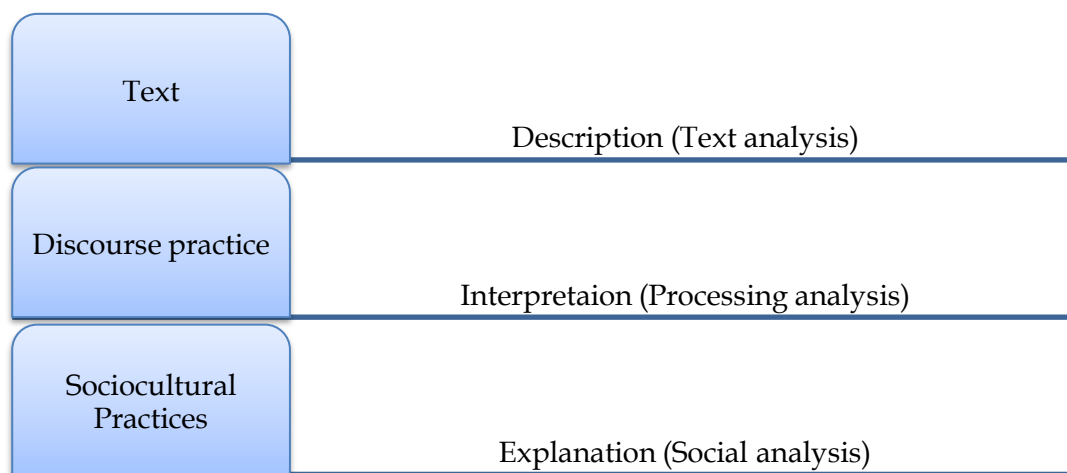 Text
Description (Text analysis)
Discourse practice
Interpretaion (Processing analysis)
Sociocultural
Practices
Explanation (Social analysis)